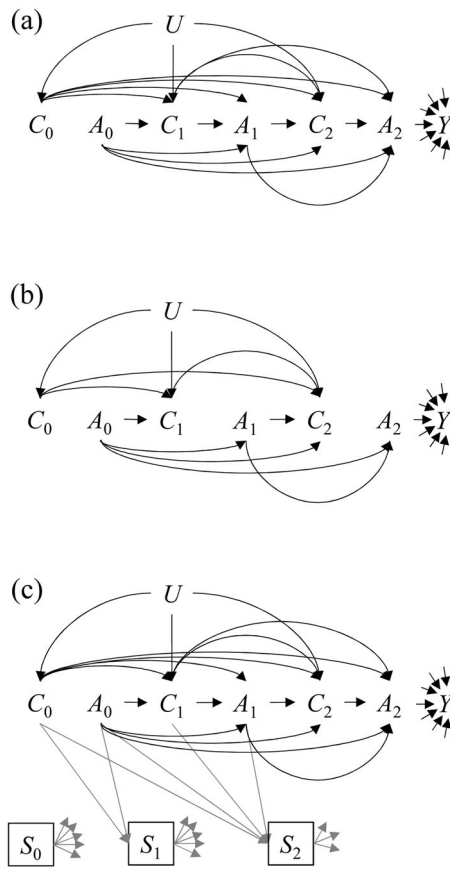 (a)
U
C₀ A₀ C₁ A₁ C₂ A₂ Y
(b)
U
C₀ A₀ C₁ A₁ C₂ A₂ Y
(c)
U
C₀ A₀ C₁ A₁ C₂ A₂ Y
S₀ S₁ S₂